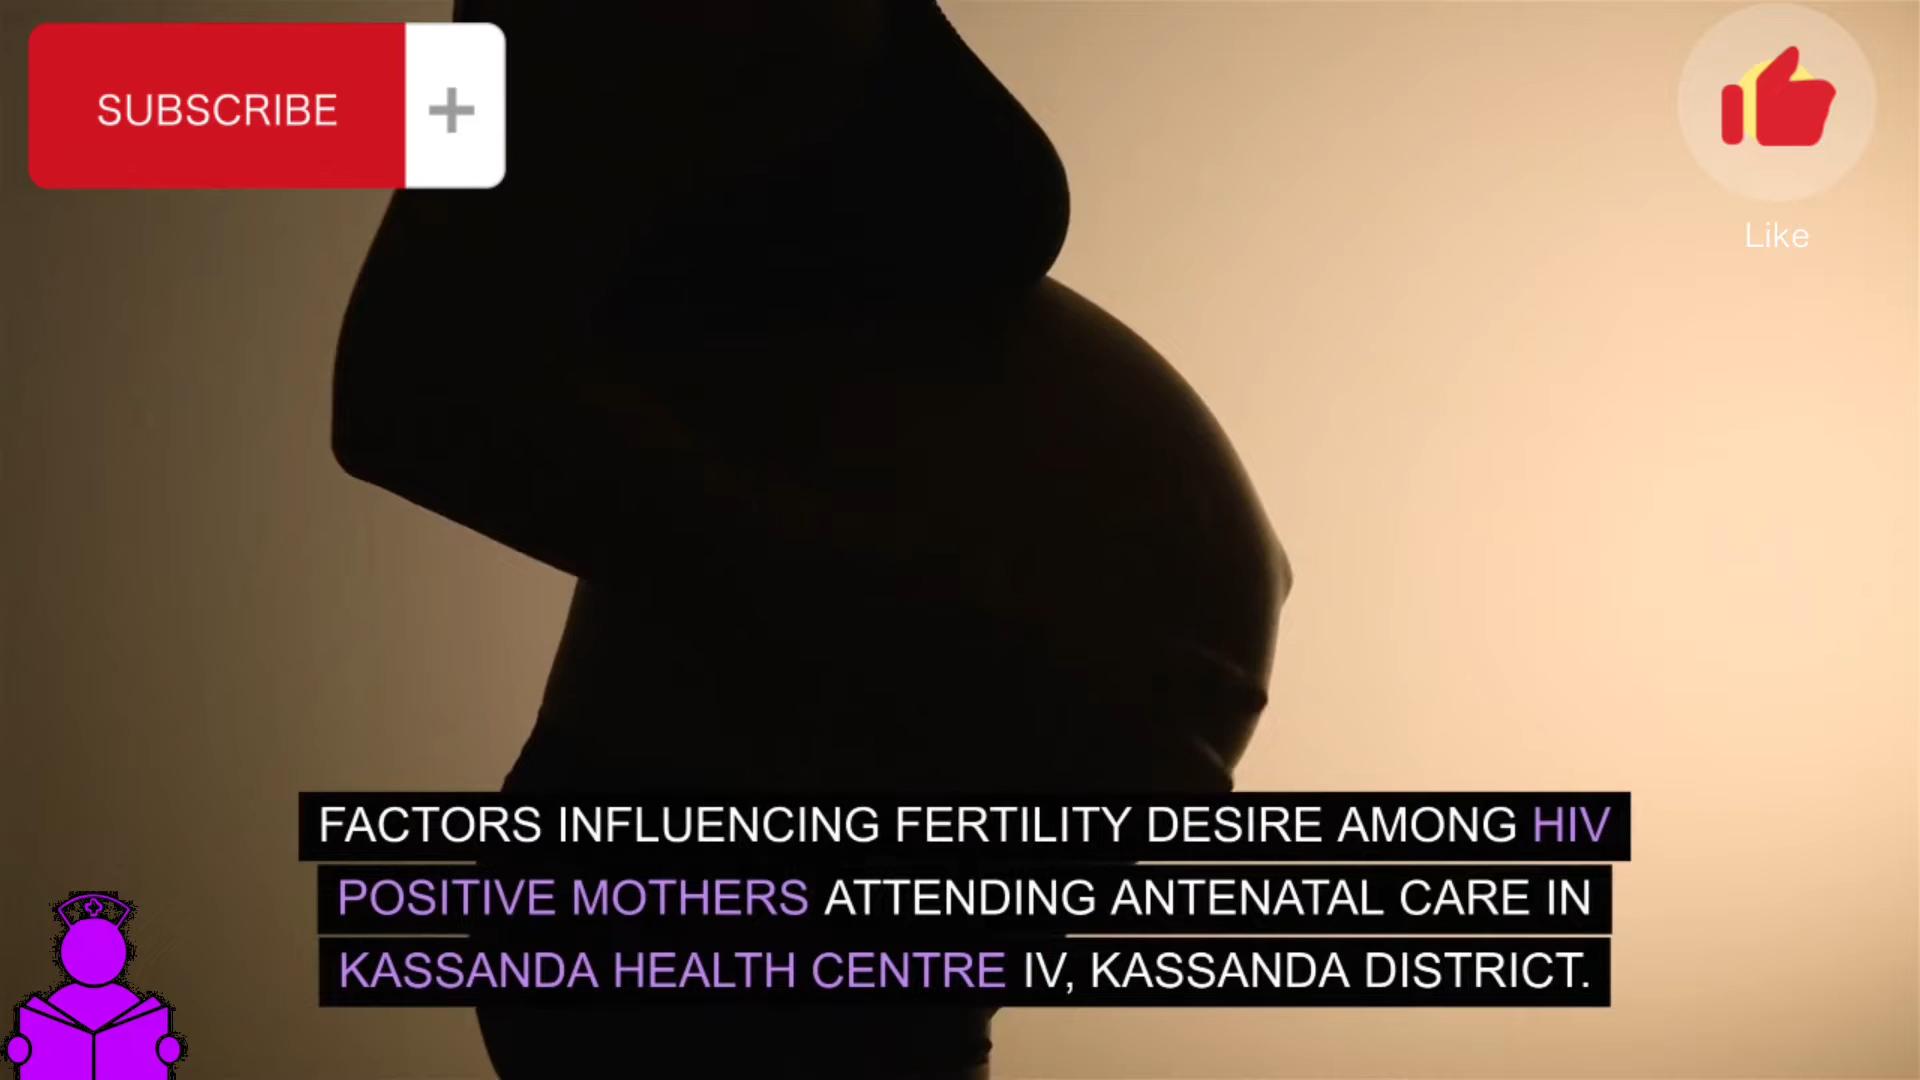 SUBSCRIBE
Like
FACTORS INFLUENCING FERTILITY DESIRE AMONG HIV
POSITIVE MOTHERS ATTENDING ANTENATAL CARE IN
KASSANDA HEALTH CENTRE IV, KASSANDA DISTRICT.